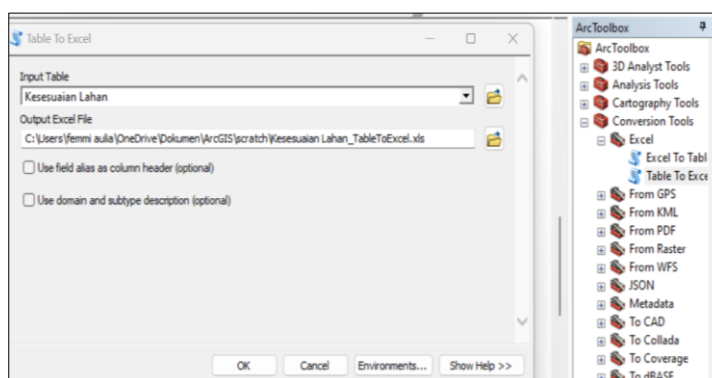 Table To Excel
Input Table
Kesesuaian Lahan
Output Excel File
C:\Users\femmi aulia\OneDrive\Dokumen\ArcGIS\scratch\Kesesuaian Lahan_TableToExcel.xls
Use field alias as column header (optional)
Use domain and subtype description (optional)
OK
Cancel
Environments...
Show Help >>
ArcToolbox
ArcToolbox
3D Analyst Tools
Analysis Tools
Cartography Tools
Conversion Tools
Excel
Excel To Tabl
Table To Exce
From GPS
From KML
From PDF
From Raster
From WFS
JSON
Metadata
To CAD
To Collada
To Coverage
To dBASE